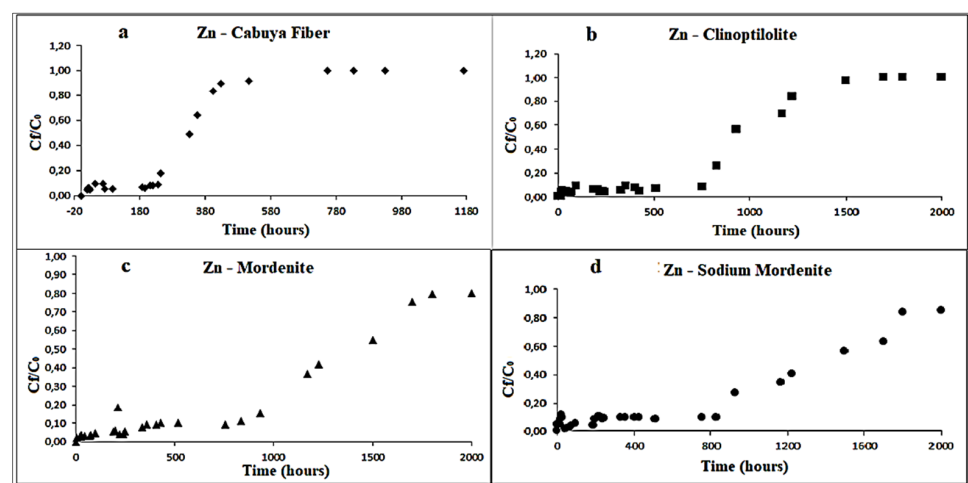 a Zn - Cabuya Fiber
1,20
1,00
0,80
0,60
0,40
0,20
0,00
Cf/C₀
-20 180 380 580 780 980 1180
Time (hours)
b Zn - Clinoptilolite
1,20
1,00
0,80
0,60
0,40
0,20
0,00
Cf/C₀
0 500 1000 1500 2000
Time (hours)
c Zn - Mordenite
1,00
0,90
0,80
0,70
0,60
0,50
0,40
0,30
0,20
0,10
0,00
Cf/C₀
0 500 1000 1500 2000
Time (hours)
d Zn - Sodium Mordenite
1,00
0,80
0,60
0,40
0,20
0,00
Cf/C₀
0 400 800 1200 1600 2000
Time (hours)